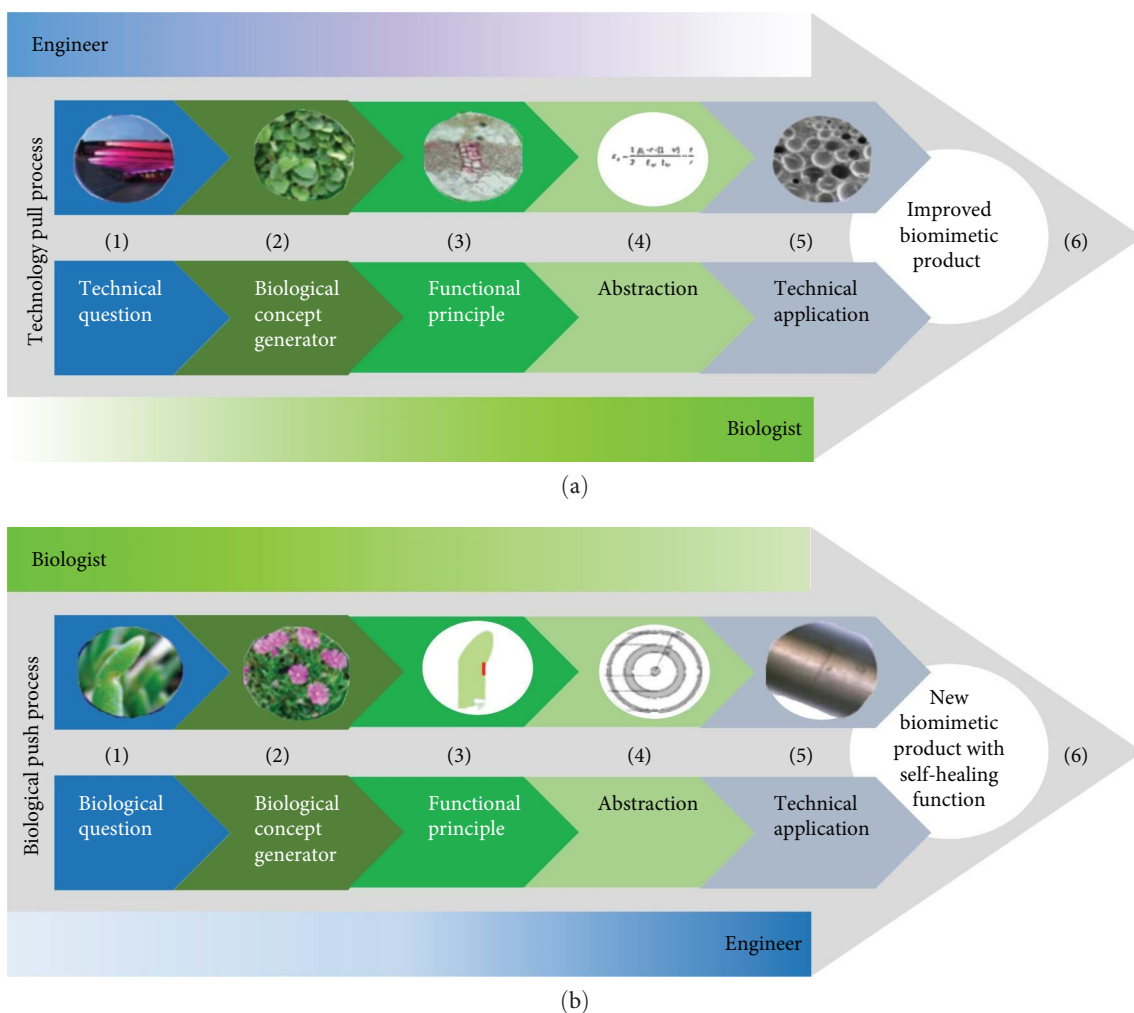 Engineer
Technology pull process
(1)
(2)
(3)
(4)
(5)
(6)
Technical
question
Biological
concept
generator
Functional
principle
Abstraction
Technical
application
Improved
biomimetic
product
Biologist
(a)
Biologist
Biological push process
(1)
(2)
(3)
(4)
(5)
(6)
Biological
question
Biological
concept
generator
Functional
principle
Abstraction
Technical
application
New
biomimetic
product with
self-healing
function
Engineer
(b)